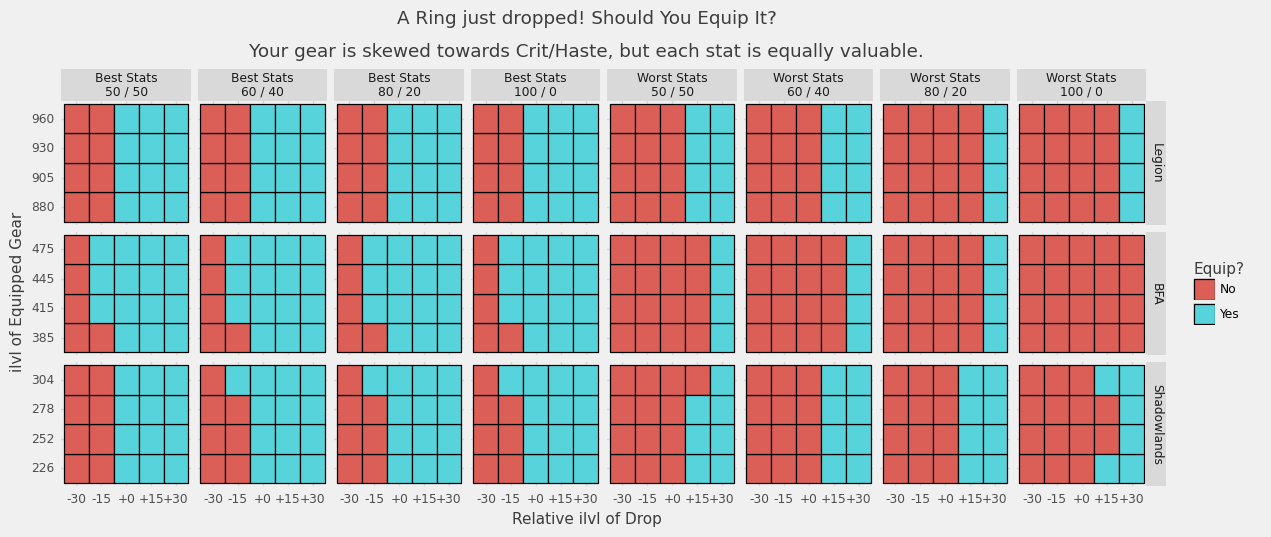 A Ring just dropped! Should You Equip It?
Your gear is skewed towards Crit/Haste, but each stat is equally valuable.
Best Stats
50 / 50
Best Stats
60 / 40
Best Stats
80 / 20
Best Stats
100 / 0
Worst Stats
50 / 50
Worst Stats
60 / 40
Worst Stats
80 / 20
Worst Stats
100 / 0
ilvl of Equipped Gear
960
930
905
880
Legion
475
445
415
385
BFA
304
278
252
226
Shadowlands
-30 -15 +0 +15 +30
-30 -15 +0 +15 +30
-30 -15 +0 +15 +30
-30 -15 +0 +15 +30
-30 -15 +0 +15 +30
-30 -15 +0 +15 +30
-30 -15 +0 +15 +30
-30 -15 +0 +15 +30
Relative ilvl of Drop
Equip?
No
Yes